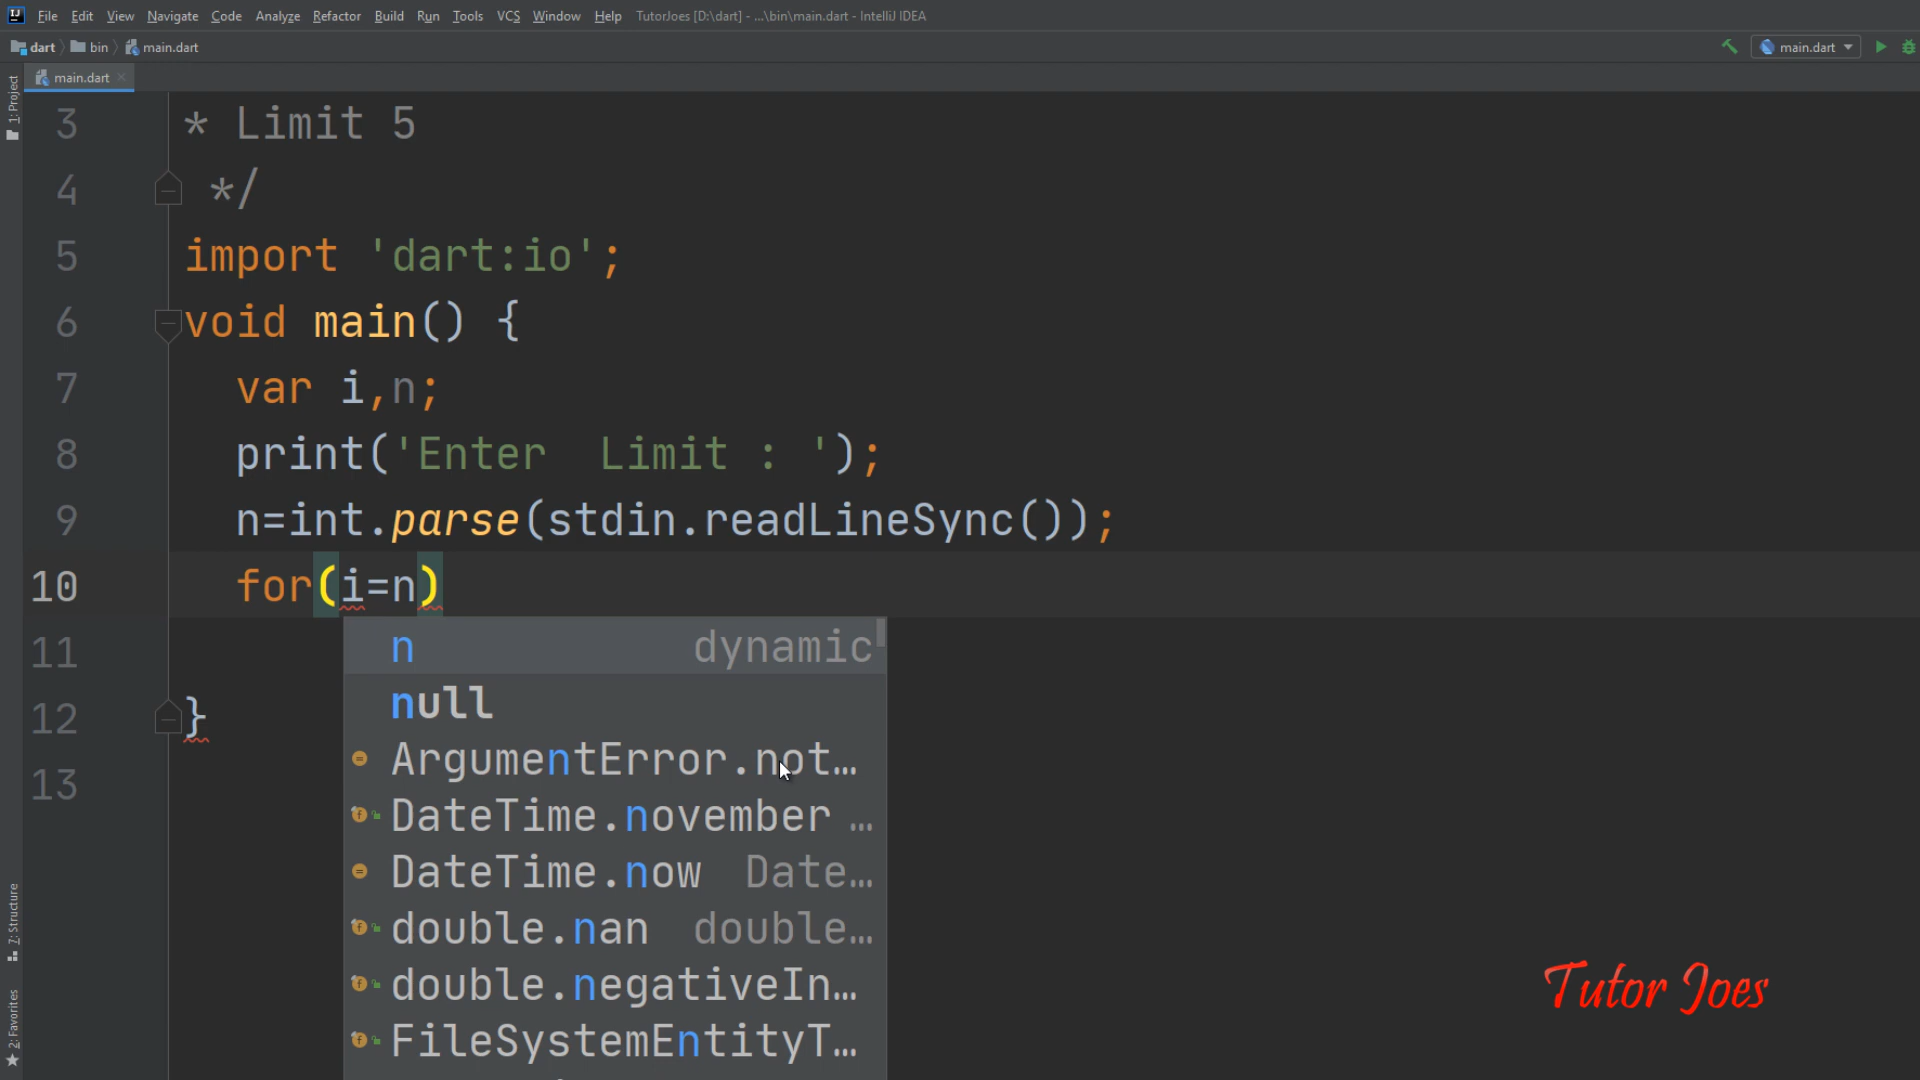 File Edit View Navigate Code Analyze Refactor Build Run Tools VCS Window Help TutorJoes [D:\dart] - ...\bin\main.dart - IntelliJ IDEA
dart bin main.dart
main.dart
main.dart
1: Project
3 * Limit 5
4 */
5 import 'dart:io';
6 void main() {
7 var i,n;
8 print('Enter  Limit : ');
9 n=int.parse(stdin.readLineSync());
10 for(i=n)
11
12 }
13
n dynamic
null
ArgumentError.not…
DateTime.november …
DateTime.now Date…
double.nan double…
double.negativeIn…
FileSystemEntityT…
7: Structure
2: Favorites
Tutor Joes